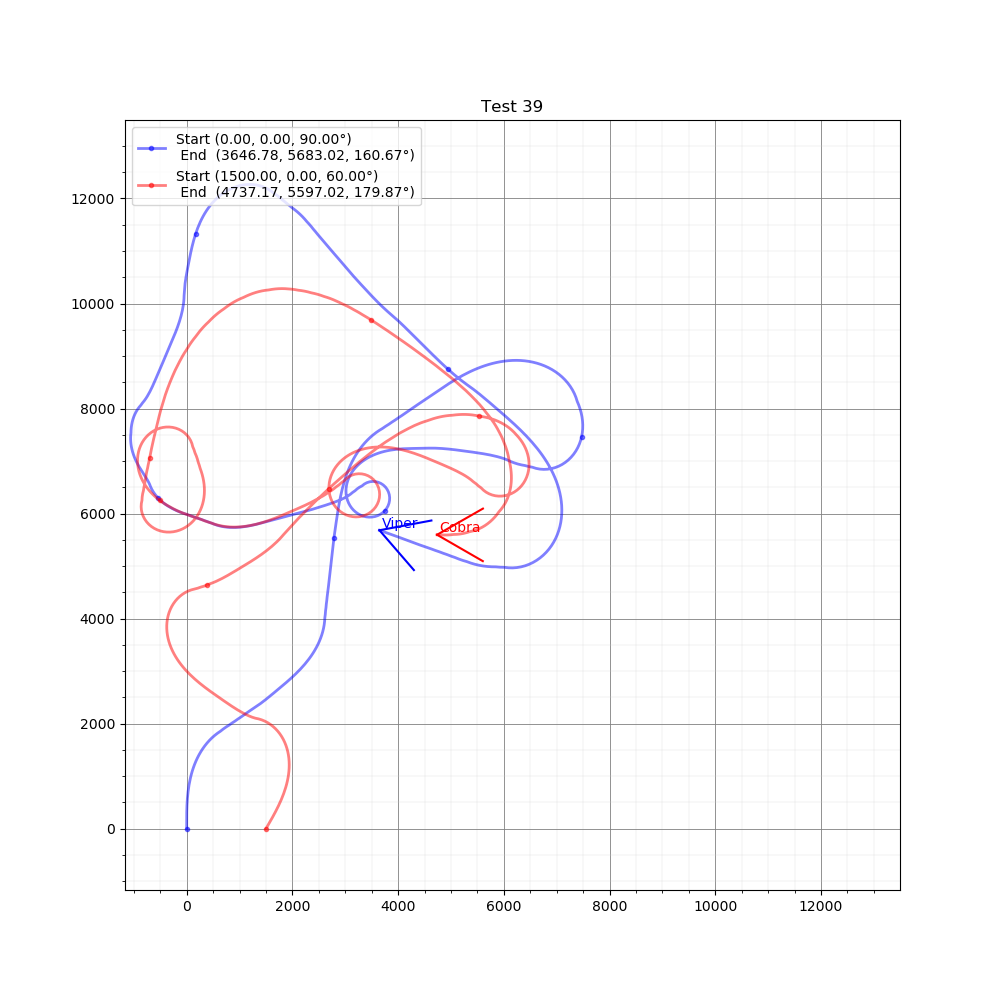 Test 39
Start (0.00, 0.00, 90.00°)
End  (3646.78, 5683.02, 160.67°)
Start (1500.00, 0.00, 60.00°)
End  (4737.17, 5597.02, 179.87°)
12000
10000
8000
6000
4000
2000
0
Viper
Cobra
0 2000 4000 6000 8000 10000 12000